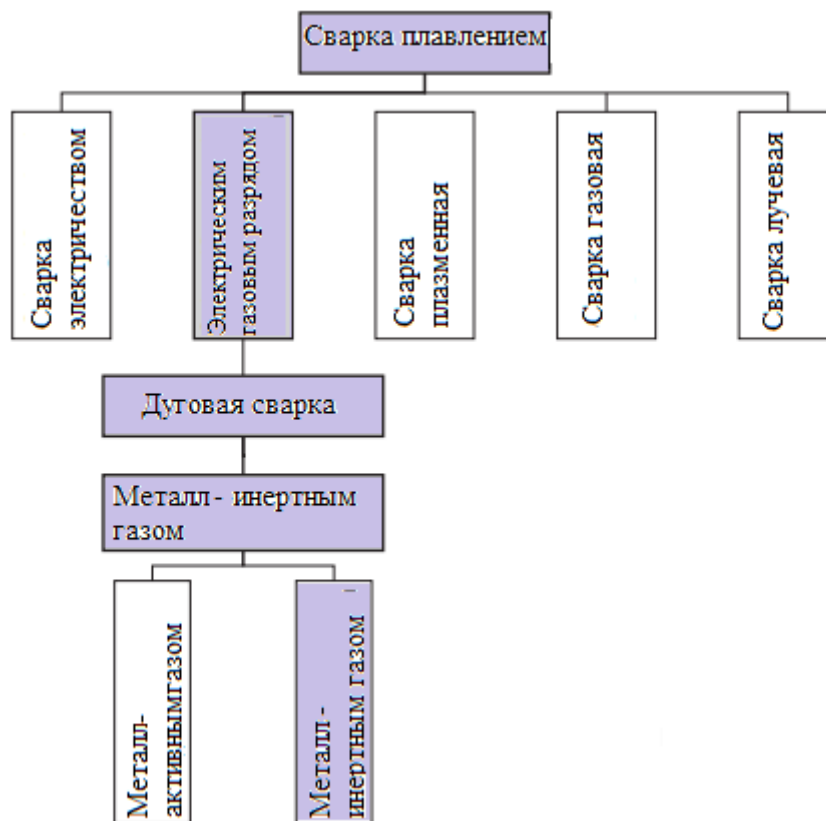 Сварка плавлением
Сварка
электричеством
Электрическим
газовым разрядом
Сварка
плазменная
Сварка газовая
Сварка лучевая
Дуговая сварка
Металл - инертным
газом
Металл-
активнымгазом
Металл -
инертным газом